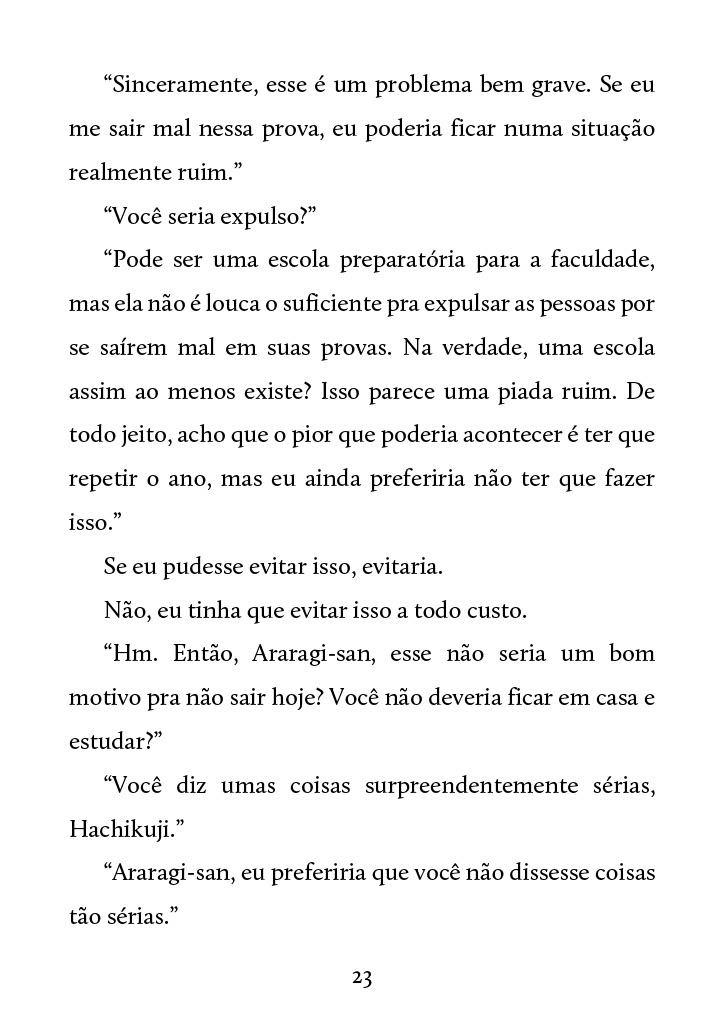 “Sinceramente, esse é um problema bem grave. Se eu
me sair mal nessa prova, eu poderia ficar numa situação
realmente ruim.”
“Você seria expulso?”
“Pode ser uma escola preparatória para a faculdade,
mas ela não é louca o suficiente pra expulsar as pessoas por
se saírem mal em suas provas. Na verdade, uma escola
assim ao menos existe? Isso parece uma piada ruim. De
todo jeito, acho que o pior que poderia acontecer é ter que
repetir o ano, mas eu ainda preferiria não ter que fazer
isso.”
Se eu pudesse evitar isso, evitaria.
Não, eu tinha que evitar isso a todo custo.
“Hm. Então, Araragi-san, esse não seria um bom
motivo pra não sair hoje? Você não deveria ficar em casa e
estudar?”
“Você diz umas coisas surpreendentemente sérias,
Hachikuji.”
“Araragi-san, eu preferiria que você não dissesse coisas
tão sérias.”
23